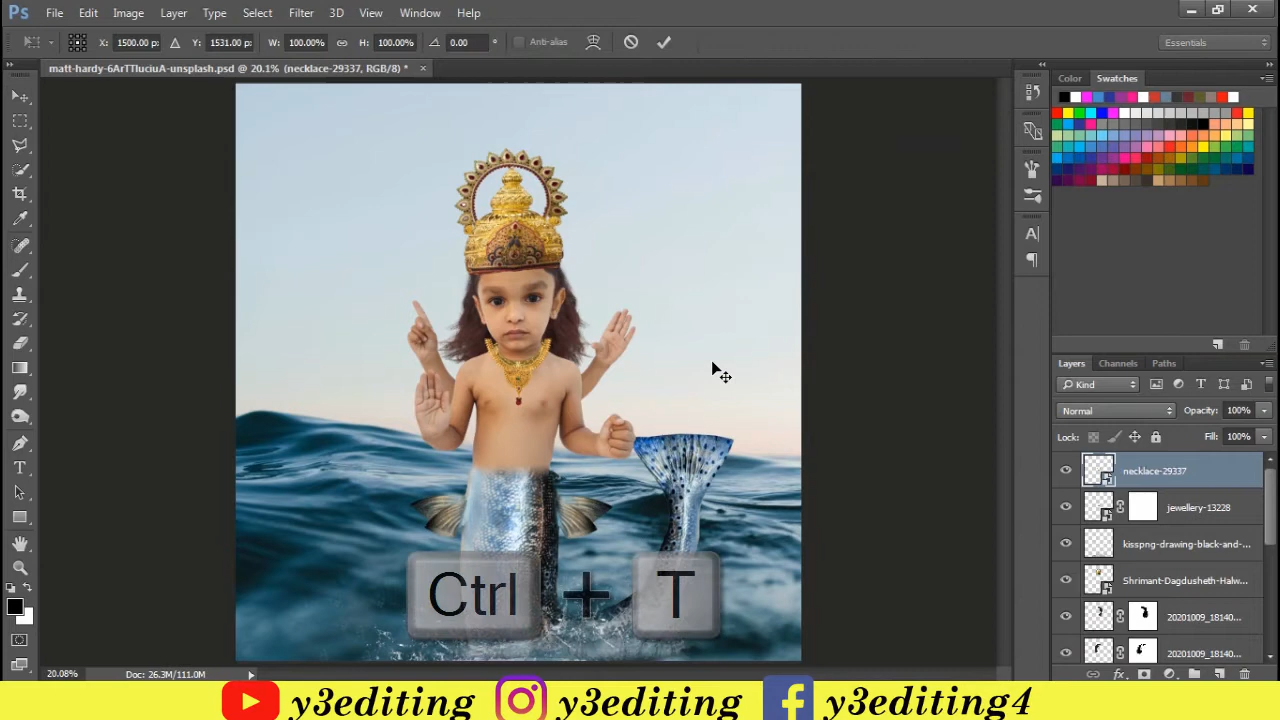 Ps File Edit Image Layer Type Select Filter 3D View Window Help
X: 1500.00 p: Y: 1531.00 p: W: 100.00% H: 100.00% 0.00 ° Anti-alias Essentials
matt-hardy-6ArTTluciuA-unsplash.psd @ 20.1% (necklace-29337, RGB/8) * ×
Color Swatches
Layers Channels Paths
Kind
Normal Opacity: 100%
Lock: Fill: 100%
necklace-29337
jewellery-13228
kisspng-drawing-black-and-...
Shrimant-Dagdusheth-Halw...
20201009_18140...
20201009_18140...
Ctrl + T
20.08% Doc: 26.3M/111.0M
y3editing y3editing y3editing4